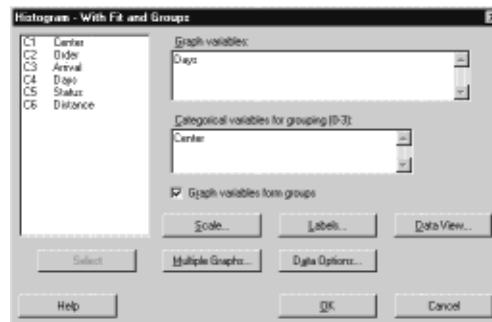 Histogram - With Fit and Groups
C1 Center
C2 Order
C3 Arrival
C4 Days
C5 Status
C6 Distance
Graph variables:
Days
Categorical variables for grouping (0-3):
Center
Graph variables form groups
Scale... Labels... Data View...
Select Multiple Graphs... Data Options...
Help OK Cancel